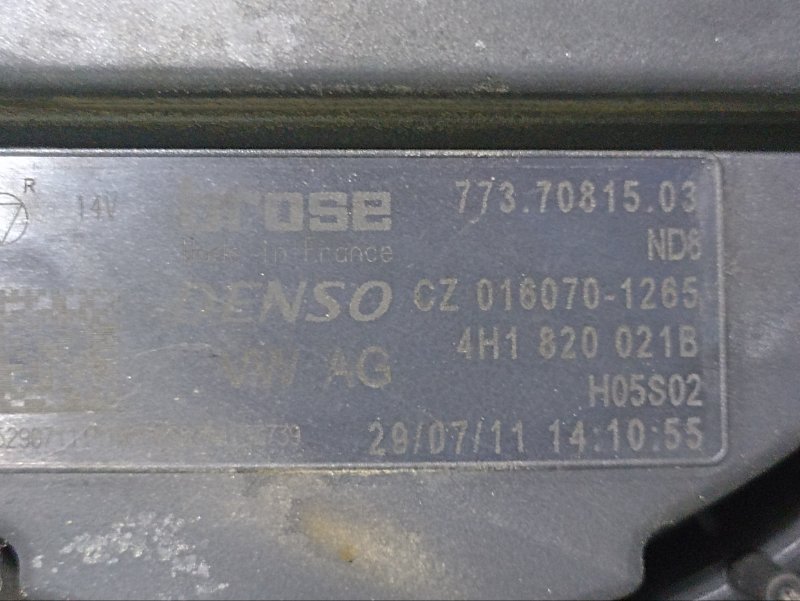 R
14V
brose
773.70815.03
Made in France
ND8
DENSO
CZ 016070-1265
4H1 820 021B
VW AG
H05S02
29/07/11 14:10:55